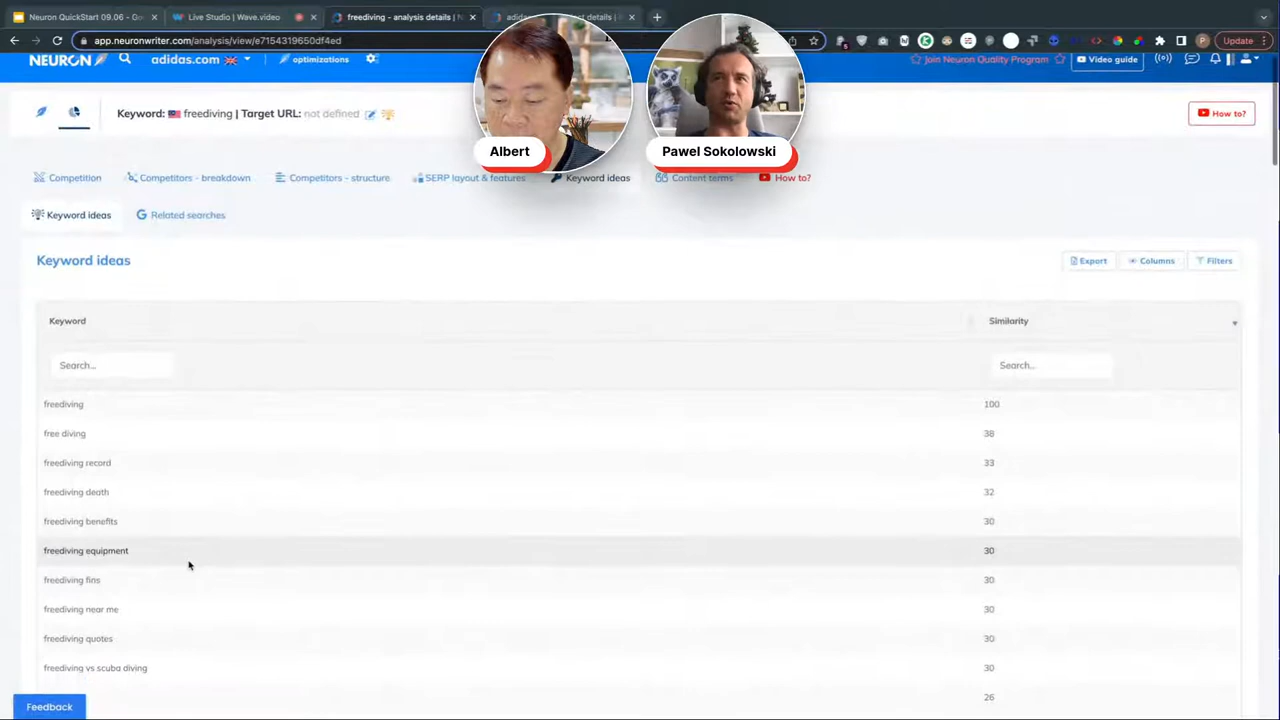 Neuron QuickStart 09.06 - Go
Live Studio | Wave.video
freediving - analysis details | N
adidas.
t details | N
app.neuronwriter.com/analysis/view/e7154319650df4ed
Update
NEURON
adidas.com
optimizations
Join Neuron Quality Program
Video guide
Keyword: freediving | Target URL: not defined
How to?
Albert
Pawel Sokolowski
Competition
Competitors - breakdown
Competitors - structure
SERP layout & features
Keyword ideas
Content terms
How to?
Keyword ideas
Related searches
Keyword ideas
Export
Columns
Filters
Keyword
Similarity
Search...
Search...
freediving
100
free diving
38
freediving record
33
freediving death
32
freediving benefits
30
freediving equipment
30
freediving fins
30
freediving near me
30
freediving quotes
30
freediving vs scuba diving
30
26
Feedback